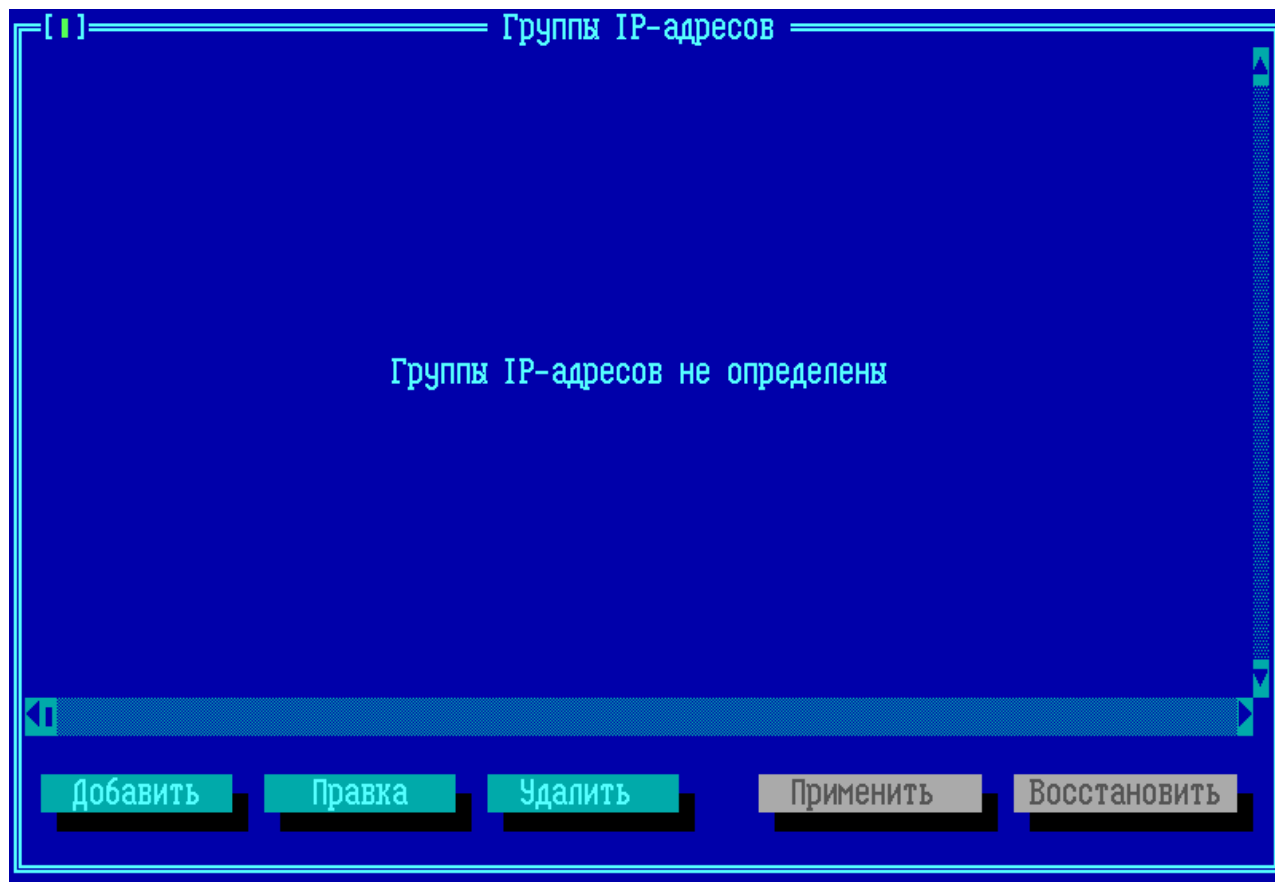 Группы IP-адресов
Группы IP-адресов не определены
Добавить Правка Удалить Применить Восстановить